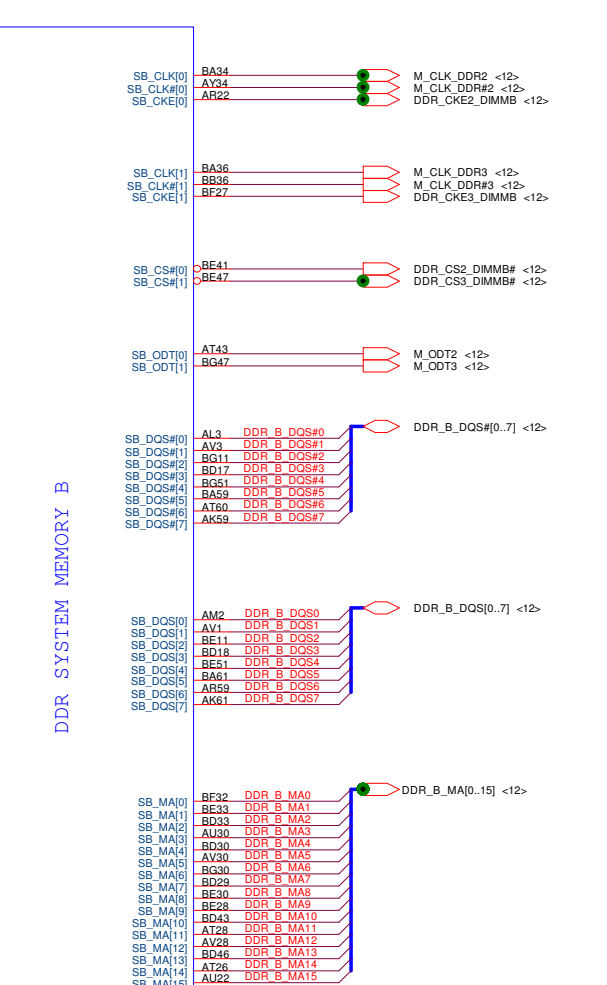 SB_CLK[0] BA34 M_CLK_DDR2 <12>
SB_CLK#[0] AY34 M_CLK_DDR#2 <12>
SB_CKE[0] AR22 DDR_CKE2_DIMMB <12>
SB_CLK[1] BA36 M_CLK_DDR3 <12>
SB_CLK#[1] BB36 M_CLK_DDR#3 <12>
SB_CKE[1] BF27 DDR_CKE3_DIMMB <12>
SB_CS#[0] BE41 DDR_CS2_DIMMB# <12>
SB_CS#[1] BE47 DDR_CS3_DIMMB# <12>
SB_ODT[0] AT43 M_ODT2 <12>
SB_ODT[1] BG47 M_ODT3 <12>
DDR_B_DQS#[0..7] <12>
SB_DQS#[0] AL3 DDR_B_DQS#0
SB_DQS#[1] AV3 DDR_B_DQS#1
SB_DQS#[2] BG11 DDR_B_DQS#2
SB_DQS#[3] BD17 DDR_B_DQS#3
SB_DQS#[4] BG51 DDR_B_DQS#4
SB_DQS#[5] BA59 DDR_B_DQS#5
SB_DQS#[6] AT60 DDR_B_DQS#6
SB_DQS#[7] AK59 DDR_B_DQS#7
DDR SYSTEM MEMORY B
DDR_B_DQS[0..7] <12>
SB_DQS[0] AM2 DDR_B_DQS0
SB_DQS[1] AV1 DDR_B_DQS1
SB_DQS[2] BE11 DDR_B_DQS2
SB_DQS[3] BD18 DDR_B_DQS3
SB_DQS[4] BE51 DDR_B_DQS4
SB_DQS[5] BA61 DDR_B_DQS5
SB_DQS[6] AR59 DDR_B_DQS6
SB_DQS[7] AK61 DDR_B_DQS7
DDR_B_MA[0..15] <12>
SB_MA[0] BF32 DDR_B_MA0
SB_MA[1] BE33 DDR_B_MA1
SB_MA[2] BD33 DDR_B_MA2
SB_MA[3] AU30 DDR_B_MA3
SB_MA[4] BD30 DDR_B_MA4
SB_MA[5] AV30 DDR_B_MA5
SB_MA[6] BG30 DDR_B_MA6
SB_MA[7] BD29 DDR_B_MA7
SB_MA[8] BE30 DDR_B_MA8
SB_MA[9] BE28 DDR_B_MA9
SB_MA[10] BD43 DDR_B_MA10
SB_MA[11] AT28 DDR_B_MA11
SB_MA[12] AV28 DDR_B_MA12
SB_MA[13] BD46 DDR_B_MA13
SB_MA[14] AT26 DDR_B_MA14
SB_MA[15] AU22 DDR_B_MA15